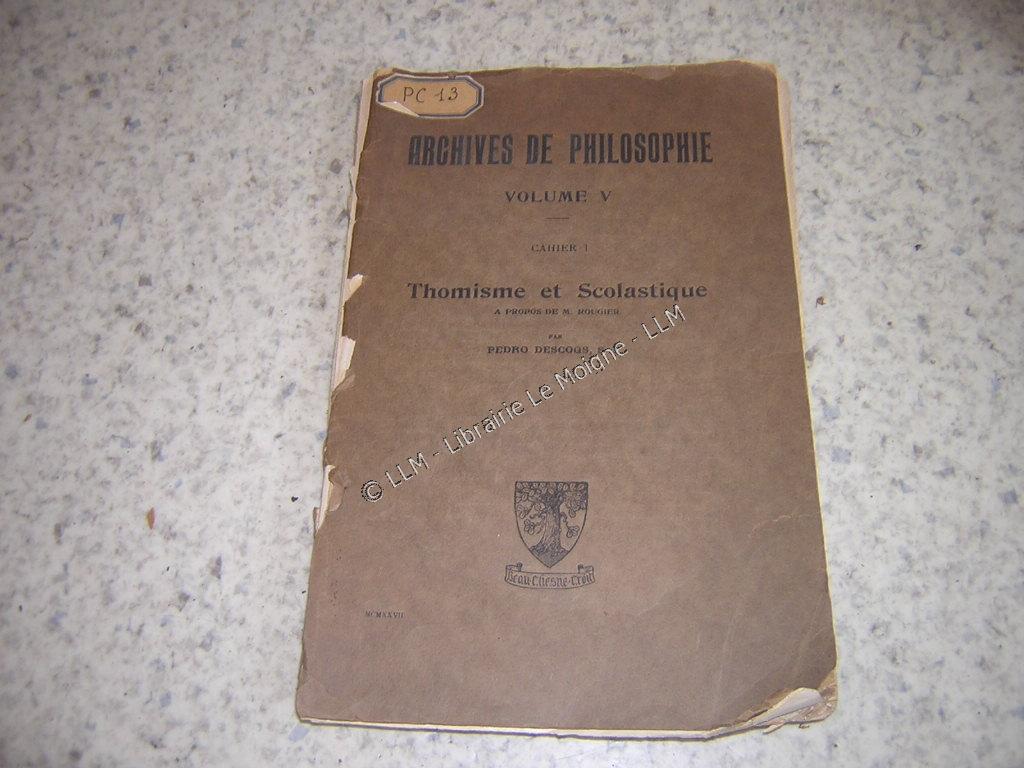 PC 13
ARCHIVES DE PHILOSOPHIE
VOLUME V
CAHIER I
Thomisme et Scolastique
A PROPOS DE M. ROUGIER
PAR
PEDRO DESCOQS,
© LLM - Librairie Le Moigne - LLM
Beau·Chesne·Croit
MCMXXVII